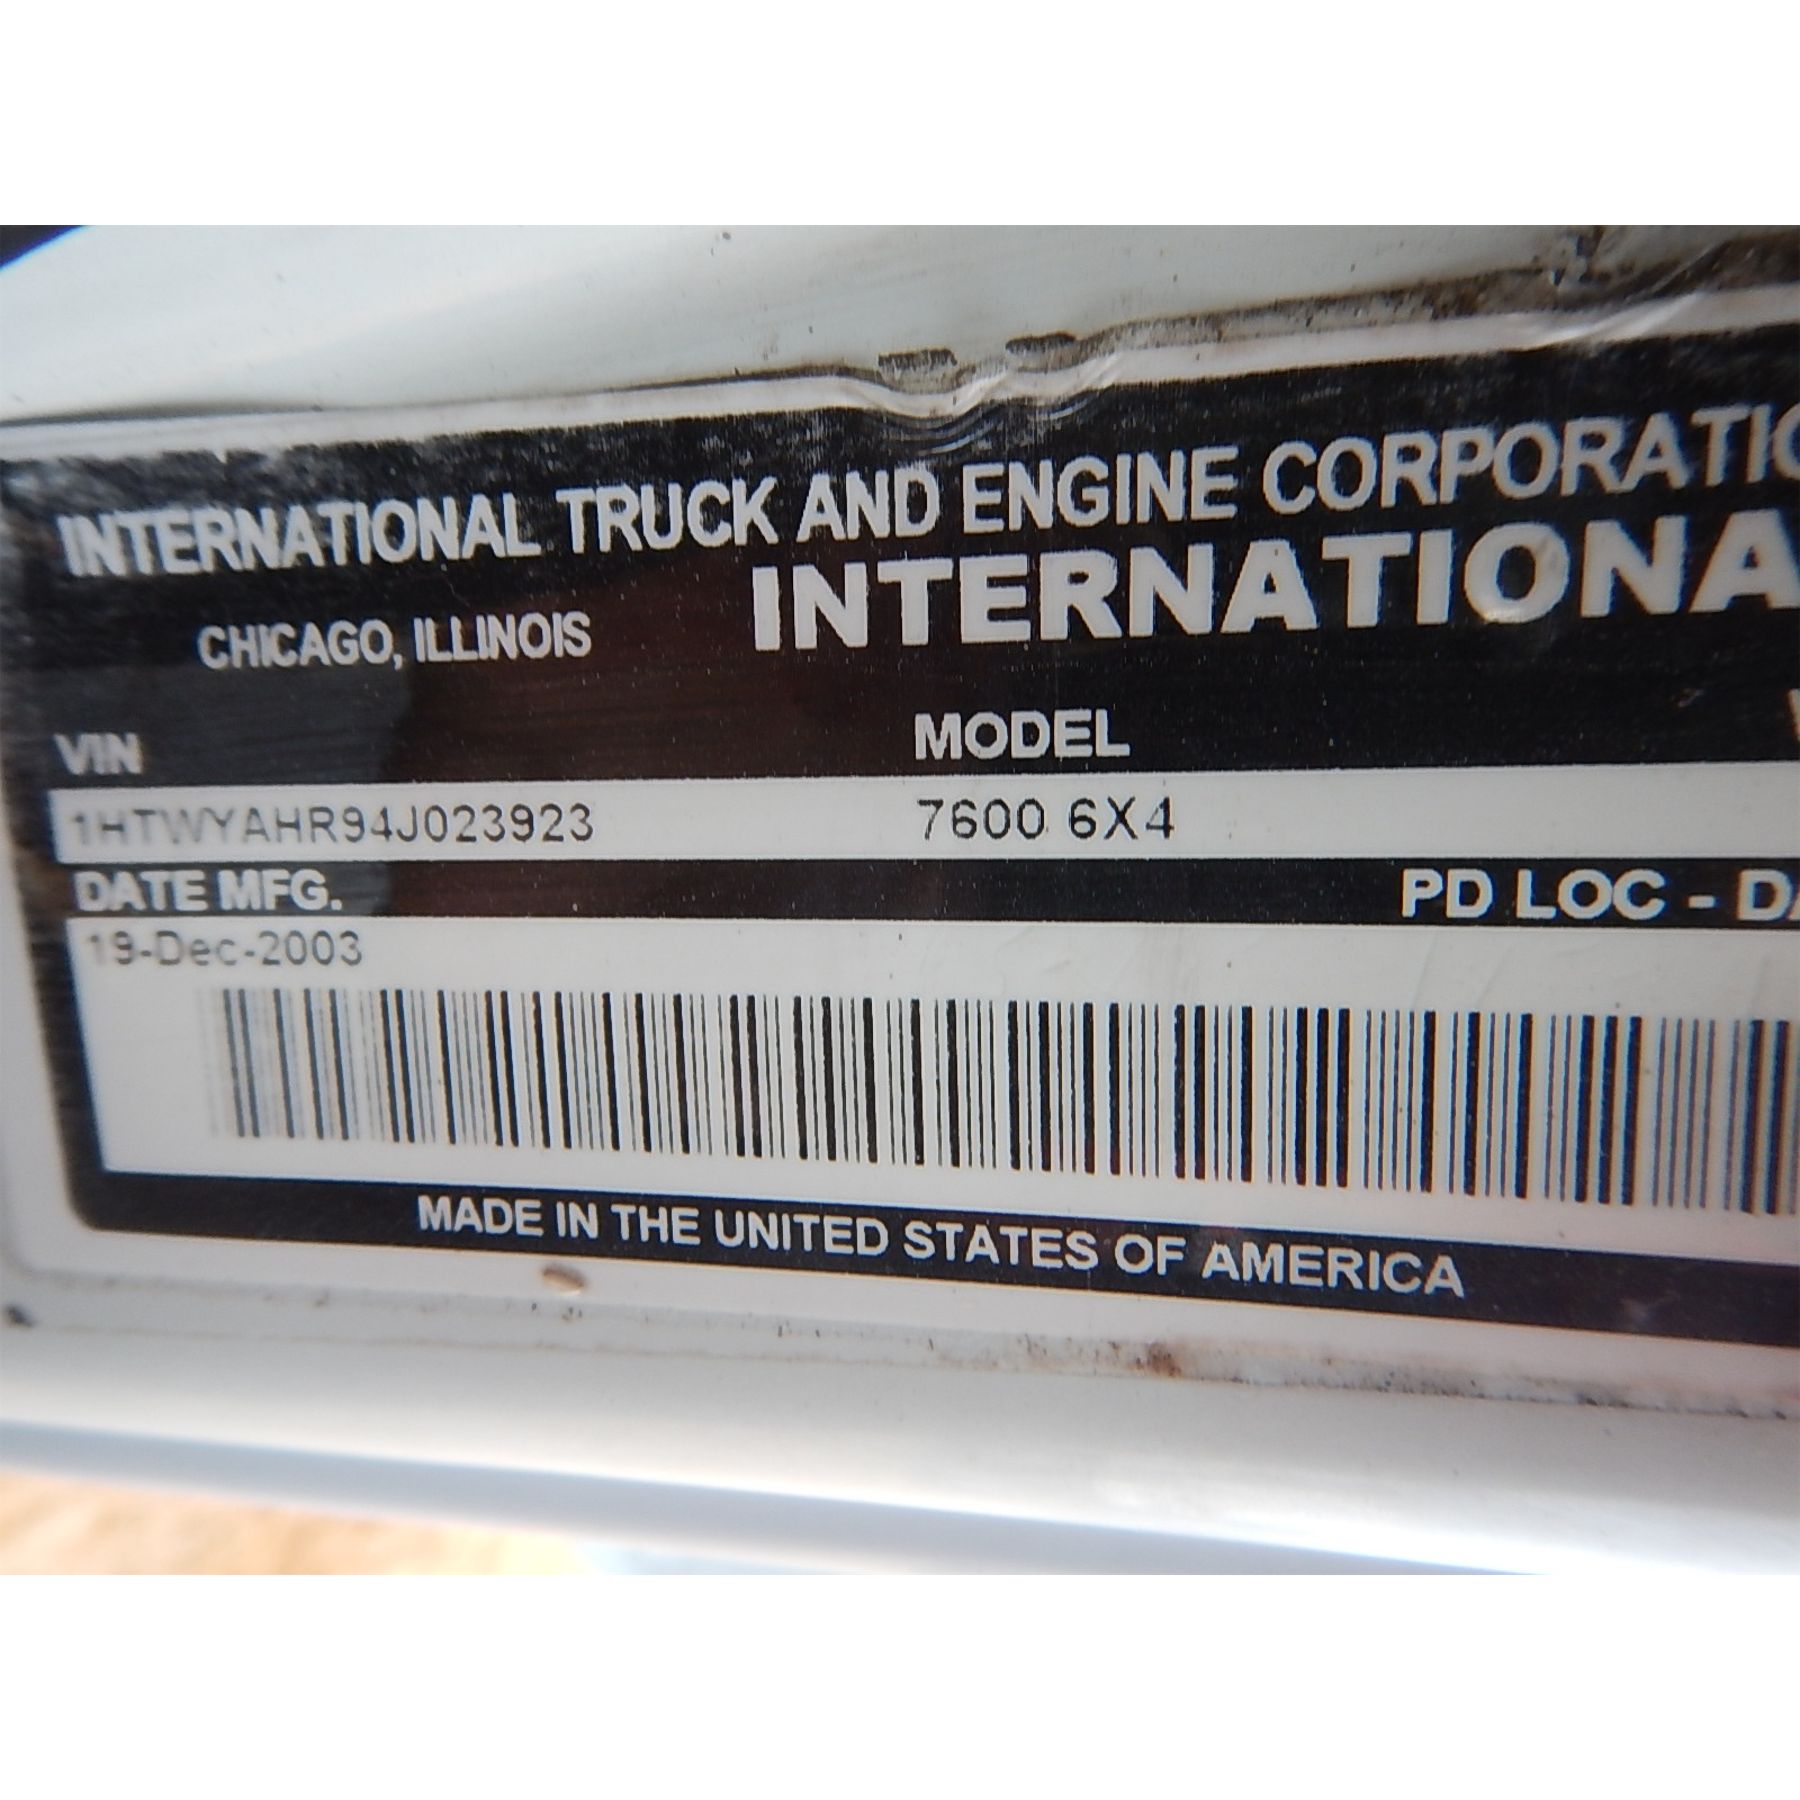 INTERNATIONAL TRUCK AND ENGINE CORPORATIO
CHICAGO, ILLINOIS INTERNATIONA
VIN MODEL
1HTWYAHR94J023923 7600 6X4
DATE MFG. PD LOC - DA
19-Dec-2003
MADE IN THE UNITED STATES OF AMERICA